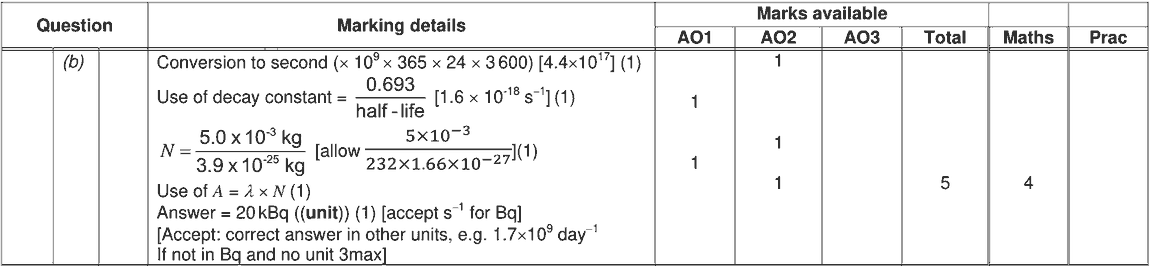 Question Marking details Marks available
AO1 AO2 AO3 Total Maths Prac
(b) Conversion to second (× 10⁹ × 365 × 24 × 3 600) [4.4×10¹⁷] (1) 1
Use of decay constant = 0.693 / half-life [1.6 × 10⁻¹⁸ s⁻¹] (1) 1
N = 5.0 x 10⁻³ kg / 3.9 x 10⁻²⁵ kg [allow 5×10⁻³ / 232×1.66×10⁻²⁷](1) 1
Use of A = λ × N (1) 1
Answer = 20 kBq ((unit)) (1) [accept s⁻¹ for Bq] 1 5 4
[Accept: correct answer in other units, e.g. 1.7×10⁹ day⁻¹
If not in Bq and no unit 3max]